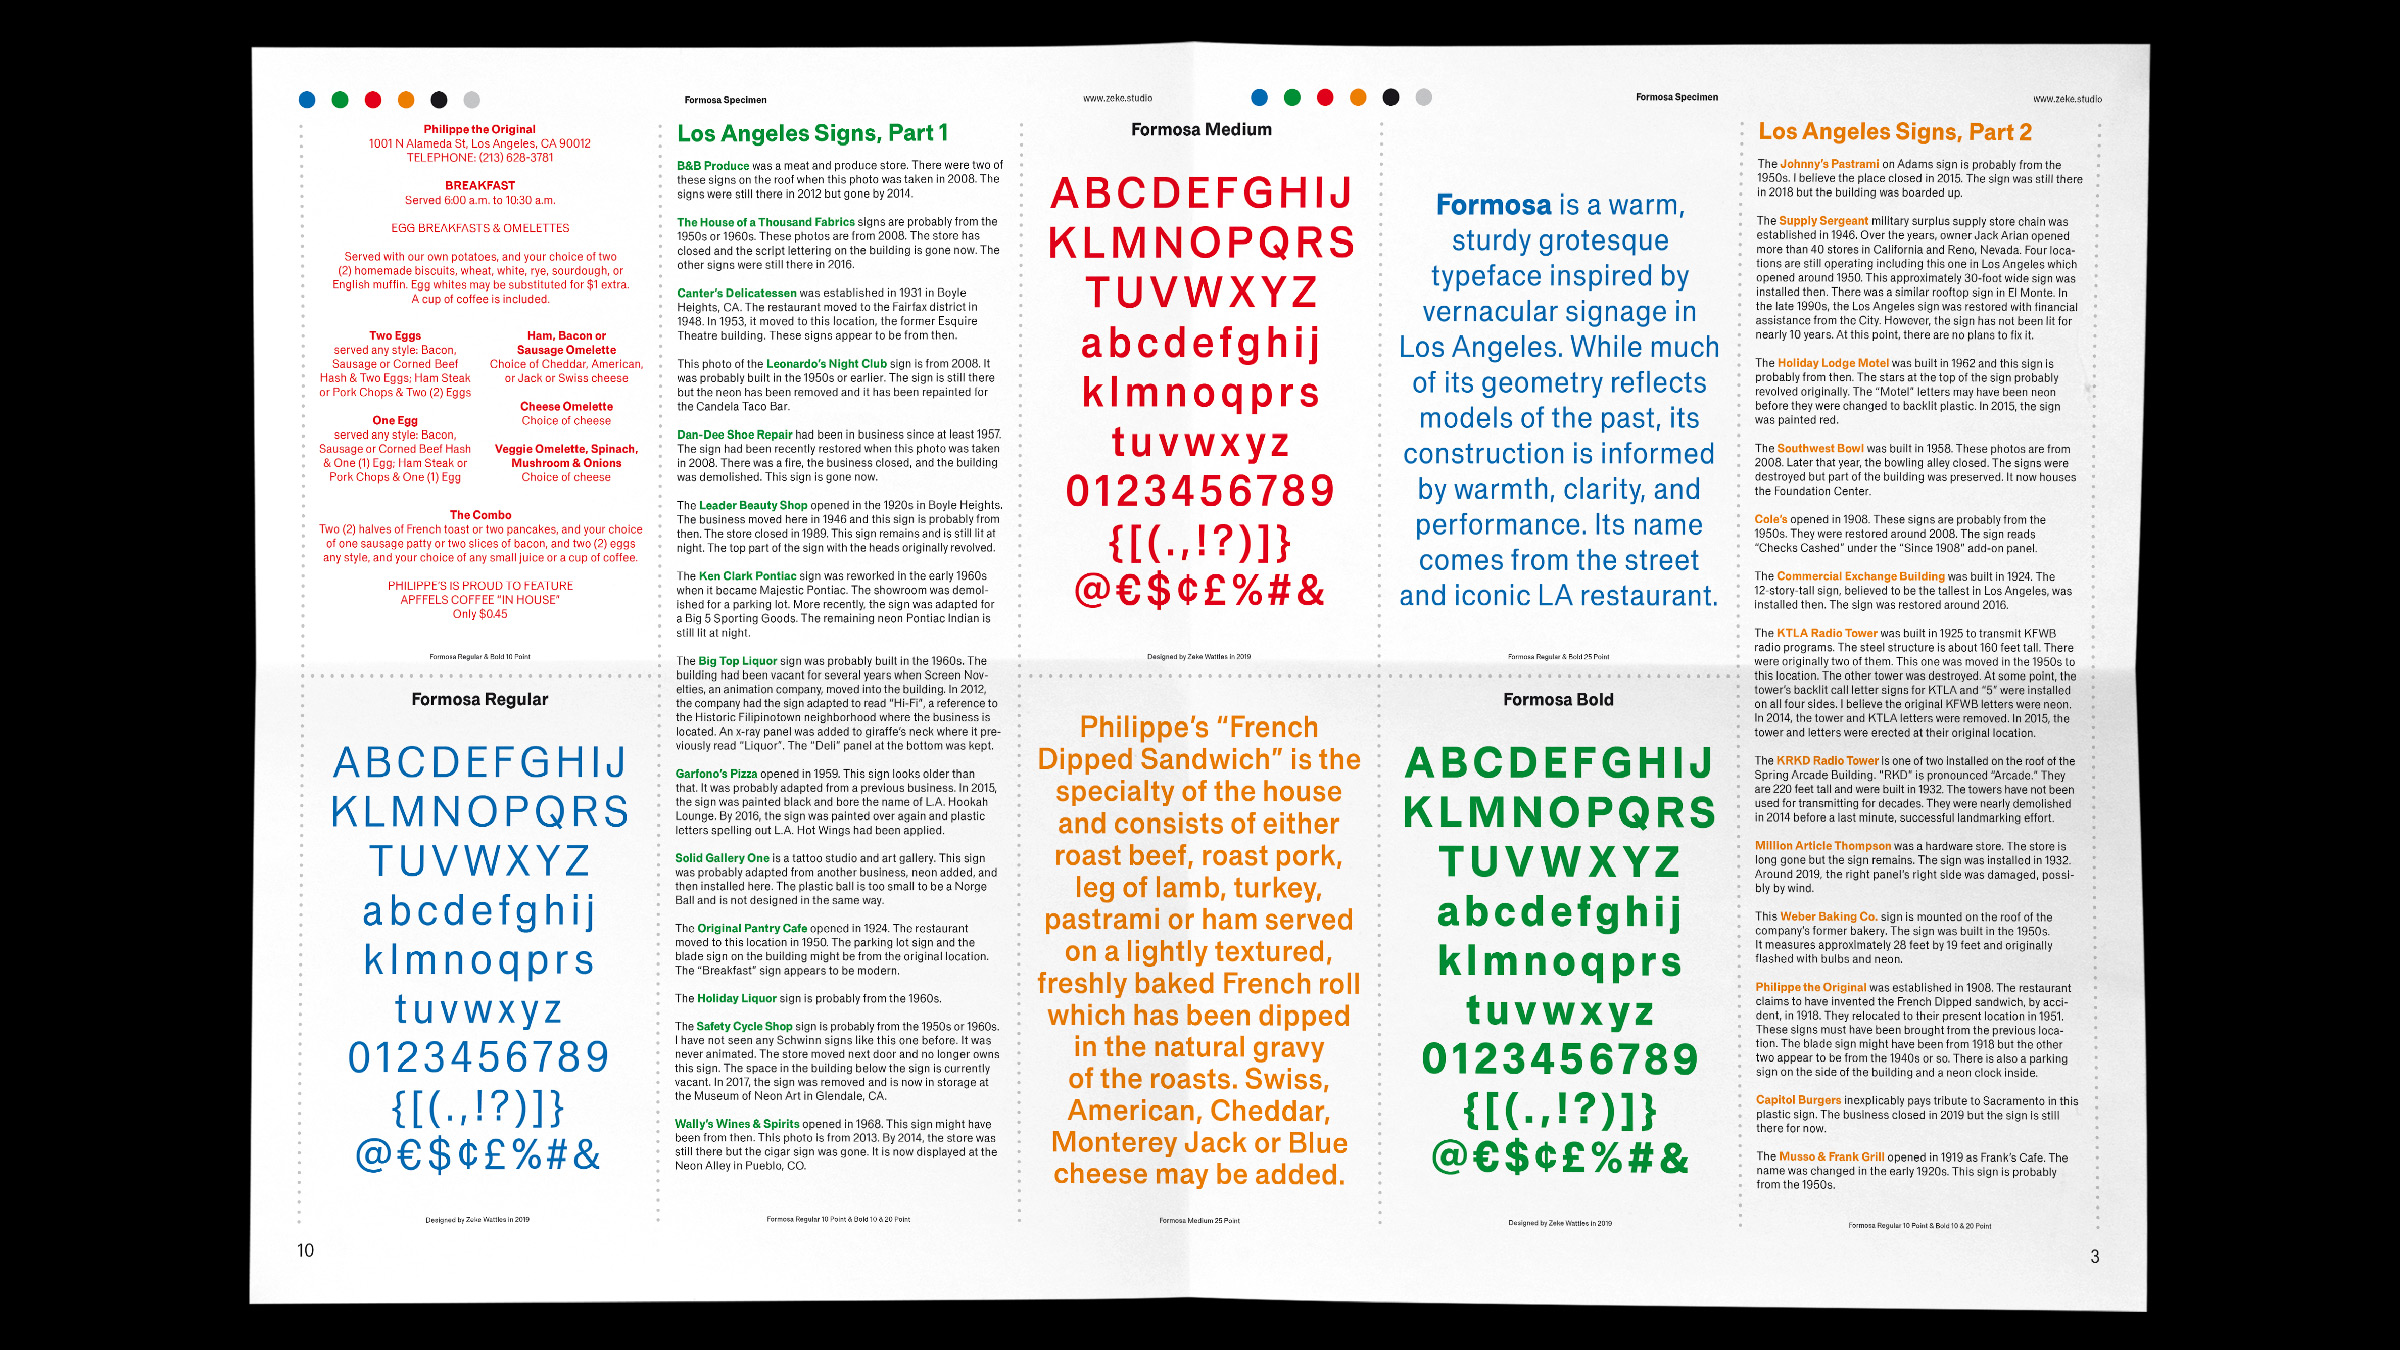 Formosa Specimen
www.zeke.studio
Formosa Specimen
www.zeke.studio
Philippe the Original
1001 N Alameda St, Los Angeles, CA 90012
TELEPHONE: (213) 628-3781
BREAKFAST
Served 6:00 a.m. to 10:30 a.m.
EGG BREAKFASTS & OMELETTES
Served with our own potatoes, and your choice of two
(2) homemade biscuits, wheat, white, rye, sourdough, or
English muffin. Egg whites may be substituted for $1 extra.
A cup of coffee is included.
Two Eggs
served any style: Bacon,
Sausage or Corned Beef
Hash & Two Eggs; Ham Steak
or Pork Chops & Two (2) Eggs
One Egg
served any style: Bacon,
Sausage or Corned Beef Hash
& One (1) Egg; Ham Steak or
Pork Chops & One (1) Egg
Ham, Bacon or
Sausage Omelette
Choice of Cheddar, American,
or Jack or Swiss cheese
Cheese Omelette
Choice of cheese
Veggie Omelette, Spinach,
Mushroom & Onions
Choice of cheese
The Combo
Two (2) halves of French toast or two pancakes, and your choice
of one sausage patty or two slices of bacon, and two (2) eggs
any style, and your choice of any small juice or a cup of coffee.
PHILIPPE'S IS PROUD TO FEATURE
APFFELS COFFEE "IN HOUSE"
Only $0.45
Formosa Regular & Bold 10 Point
Formosa Regular
ABCDEFGHIJ
KLMNOPQRS
TUVWXYZ
abcdefghij
klmnoqprs
tuvwxyz
0123456789
{[(.,!?)]}
@€$¢£%#&
Designed by Zeke Wattles in 2019
10
Los Angeles Signs, Part 1
B&B Produce was a meat and produce store. There were two of
these signs on the roof when this photo was taken in 2008. The
signs were still there in 2012 but gone by 2014.
The House of a Thousand Fabrics signs are probably from the
1950s or 1960s. These photos are from 2008. The store has
closed and the script lettering on the building is gone now. The
other signs were still there in 2016.
Canter's Delicatessen was established in 1931 in Boyle
Heights, CA. The restaurant moved to the Fairfax district in
1948. In 1953, it moved to this location, the former Esquire
Theatre building. These signs appear to be from then.
This photo of the Leonardo's Night Club sign is from 2008. It
was probably built in the 1950s or earlier. The sign is still there
but the neon has been removed and it has been repainted for
the Candela Taco Bar.
Dan-Dee Shoe Repair had been in business since at least 1957.
The sign had been recently restored when this photo was taken
in 2008. There was a fire, the business closed, and the building
was demolished. This sign is gone now.
The Leader Beauty Shop opened in the 1920s in Boyle Heights.
The business moved here in 1946 and this sign is probably from
then. The store closed in 1989. This sign remains and is still lit at
night. The top part of the sign with the heads originally revolved.
The Ken Clark Pontiac sign was reworked in the early 1960s
when it became Majestic Pontiac. The showroom was demol-
ished for a parking lot. More recently, the sign was adapted for
a Big 5 Sporting Goods. The remaining neon Pontiac Indian is
still lit at night.
The Big Top Liquor sign was probably built in the 1960s. The
building had been vacant for several years when Screen Nov-
elties, an animation company, moved into the building. In 2012,
the company had the sign adapted to read "Hi-Fi", a reference to
the Historic Filipinotown neighborhood where the business is
located. An x-ray panel was added to giraffe's neck where it pre-
viously read "Liquor". The "Deli" panel at the bottom was kept.
Garfono's Pizza opened in 1959. This sign looks older than
that. It was probably adapted from a previous business. In 2015,
the sign was painted black and bore the name of L.A. Hookah
Lounge. By 2016, the sign was painted over again and plastic
letters spelling out L.A. Hot Wings had been applied.
Solid Gallery One is a tattoo studio and art gallery. This sign
was probably adapted from another business, neon added, and
then installed here. The plastic ball is too small to be a Norge
Ball and is not designed in the same way.
The Original Pantry Cafe opened in 1924. The restaurant
moved to this location in 1950. The parking lot sign and the
blade sign on the building might be from the original location.
The "Breakfast" sign appears to be modern.
The Holiday Liquor sign is probably from the 1960s.
The Safety Cycle Shop sign is probably from the 1950s or 1960s.
I have not seen any Schwinn signs like this one before. It was
never animated. The store moved next door and no longer owns
this sign. The space in the building below the sign is currently
vacant. In 2017, the sign was removed and is now in storage at
the Museum of Neon Art in Glendale, CA.
Wally's Wines & Spirits opened in 1968. This sign might have
been from then. This photo is from 2013. By 2014, the store was
still there but the cigar sign was gone. It is now displayed at the
Neon Alley in Pueblo, CO.
Formosa Regular 10 Point & Bold 10 & 20 Point
Formosa Medium
ABCDEFGHIJ
KLMNOPQRS
TUVWXYZ
abcdefghij
klmnoqprs
tuvwxyz
0123456789
{[(.,!?)]}
@€$¢£%#&
Designed by Zeke Wattles in 2019
Philippe's "French
Dipped Sandwich" is the
specialty of the house
and consists of either
roast beef, roast pork,
leg of lamb, turkey,
pastrami or ham served
on a lightly textured,
freshly baked French roll
which has been dipped
in the natural gravy
of the roasts. Swiss,
American, Cheddar,
Monterey Jack or Blue
cheese may be added.
Formosa Medium 25 Point
Formosa is a warm,
sturdy grotesque
typeface inspired by
vernacular signage in
Los Angeles. While much
of its geometry reflects
models of the past, its
construction is informed
by warmth, clarity, and
performance. Its name
comes from the street
and iconic LA restaurant.
Formosa Regular & Bold 25 Point
Formosa Bold
ABCDEFGHIJ
KLMNOPQRS
TUVWXYZ
abcdefghij
klmnoqprs
tuvwxyz
0123456789
{[(.,!?)]}
@€$¢£%#&
Designed by Zeke Wattles in 2019
Los Angeles Signs, Part 2
The Johnny's Pastrami on Adams sign is probably from the
1950s. I believe the place closed in 2015. The sign was still there
in 2018 but the building was boarded up.
The Supply Sergeant military surplus supply store chain was
established in 1946. Over the years, owner Jack Arian opened
more than 40 stores in California and Reno, Nevada. Four loca-
tions are still operating including this one in Los Angeles which
opened around 1950. This approximately 30-foot wide sign was
installed then. There was a similar rooftop sign in El Monte. In
the late 1990s, the Los Angeles sign was restored with financial
assistance from the City. However, the sign has not been lit for
nearly 10 years. At this point, there are no plans to fix it.
The Holiday Lodge Motel was built in 1962 and this sign is
probably from then. The stars at the top of the sign probably
revolved originally. The "Motel" letters may have been neon
before they were changed to backlit plastic. In 2015, the sign
was painted red.
The Southwest Bowl was built in 1958. These photos are from
2008. Later that year, the bowling alley closed. The signs were
destroyed but part of the building was preserved. It now houses
the Foundation Center.
Cole's opened in 1908. These signs are probably from the
1950s. They were restored around 2008. The sign reads
"Checks Cashed" under the "Since 1908" add-on panel.
The Commercial Exchange Building was built in 1924. The
12-story-tall sign, believed to be the tallest in Los Angeles, was
installed then. The sign was restored around 2016.
The KTLA Radio Tower was built in 1925 to transmit KFWB
radio programs. The steel structure is about 160 feet tall. There
were originally two of them. This one was moved in the 1950s to
this location. The other tower was destroyed. At some point, the
tower's backlit call letter signs for KTLA and "5" were installed
on all four sides. I believe the original KFWB letters were neon.
In 2014, the tower and KTLA letters were removed. In 2015, the
tower and letters were erected at their original location.
The KRKD Radio Tower is one of two installed on the roof of the
Spring Arcade Building. "RKD" is pronounced "Arcade." They
are 220 feet tall and were built in 1932. The towers have not been
used for transmitting for decades. They were nearly demolished
in 2014 before a last minute, successful landmarking effort.
Million Article Thompson was a hardware store. The store is
long gone but the sign remains. The sign was installed in 1932.
Around 2019, the right panel's right side was damaged, possi-
bly by wind.
This Weber Baking Co. sign is mounted on the roof of the
company's former bakery. The sign was built in the 1950s.
It measures approximately 28 feet by 19 feet and originally
flashed with bulbs and neon.
Philippe the Original was established in 1908. The restaurant
claims to have invented the French Dipped sandwich, by acci-
dent, in 1918. They relocated to their present location in 1951.
These signs must have been brought from the previous loca-
tion. The blade sign might have been from 1918 but the other
two appear to be from the 1940s or so. There is also a parking
sign on the side of the building and a neon clock inside.
Capitol Burgers inexplicably pays tribute to Sacramento in this
plastic sign. The business closed in 2019 but the sign is still
there for now.
The Musso & Frank Grill opened in 1919 as Frank's Cafe. The
name was changed in the early 1920s. This sign is probably
from the 1950s.
Formosa Regular 10 Point & Bold 10 & 20 Point
3